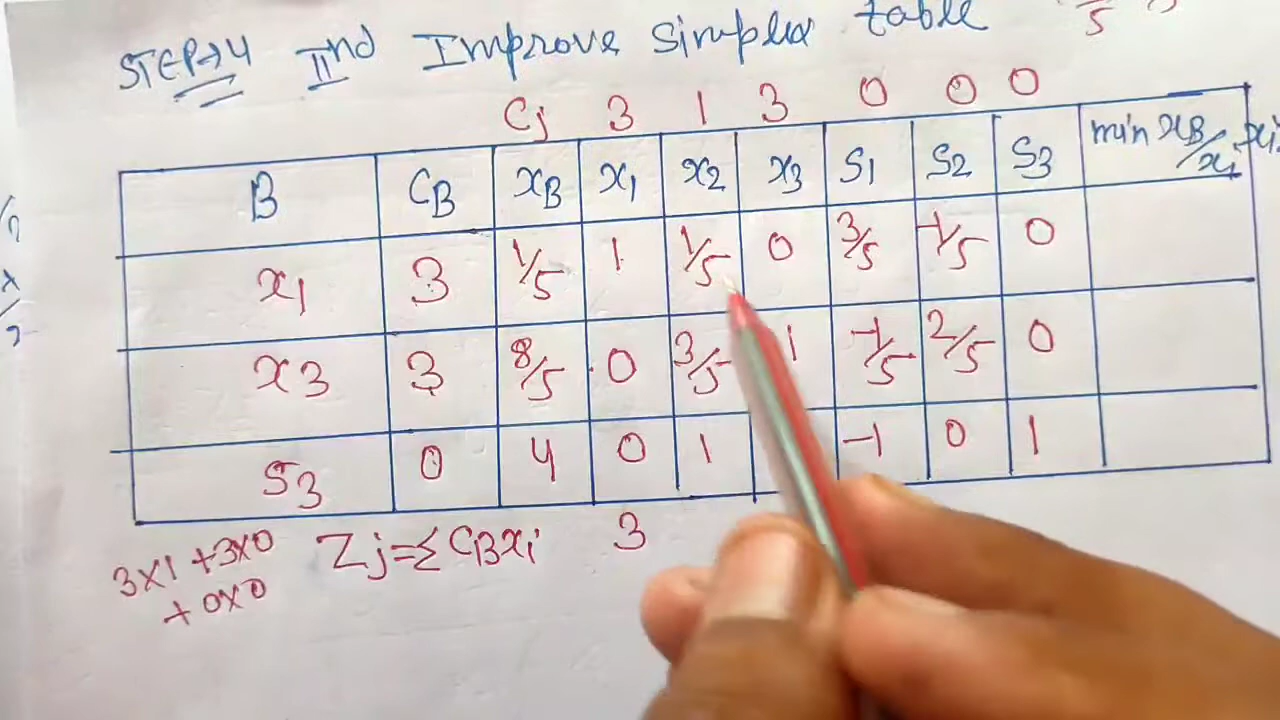 STEP→4 IInd Improve Simplex table
5
Cj 3 1 3 0 0 0
B CB xB x1 x2 x3 S1 S2 S3 min xB/xi
x1 3 1/5 1 1/5 0 3/5 -1/5 0
x3 3 8/5 0 3/5 1 -1/5 2/5 0
S3 0 4 0 1 -1 0 1
Zj=Σ CBxi 3
3×1+3×0
+0×0